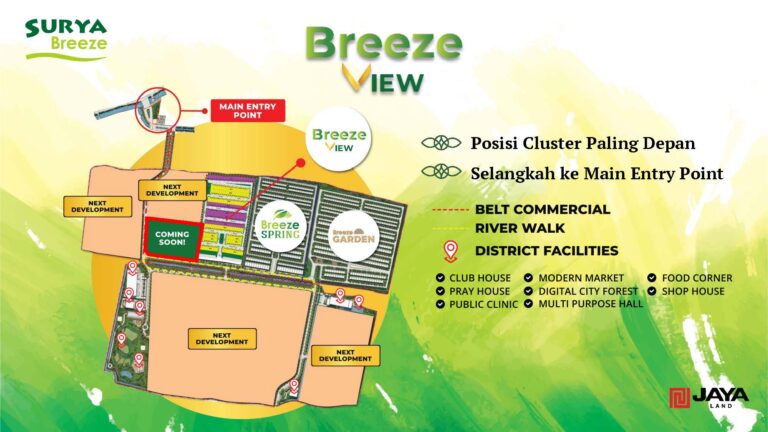 SURYA
Breeze
Breeze
VIEW
MAIN ENTRY
POINT
Breeze
VIEW
NEXT
DEVELOPMENT
NEXT
DEVELOPMENT
COMING
SOON!
Breeze
SPRING
Breeze
GARDEN
NEXT
DEVELOPMENT
NEXT
DEVELOPMENT
Posisi Cluster Paling Depan
Selangkah ke Main Entry Point
BELT COMMERCIAL
RIVER WALK
DISTRICT FACILITIES
CLUB HOUSE
PRAY HOUSE
PUBLIC CLINIC
MODERN MARKET
DIGITAL CITY FOREST
MULTI PURPOSE HALL
FOOD CORNER
SHOP HOUSE
JAYA
LAND